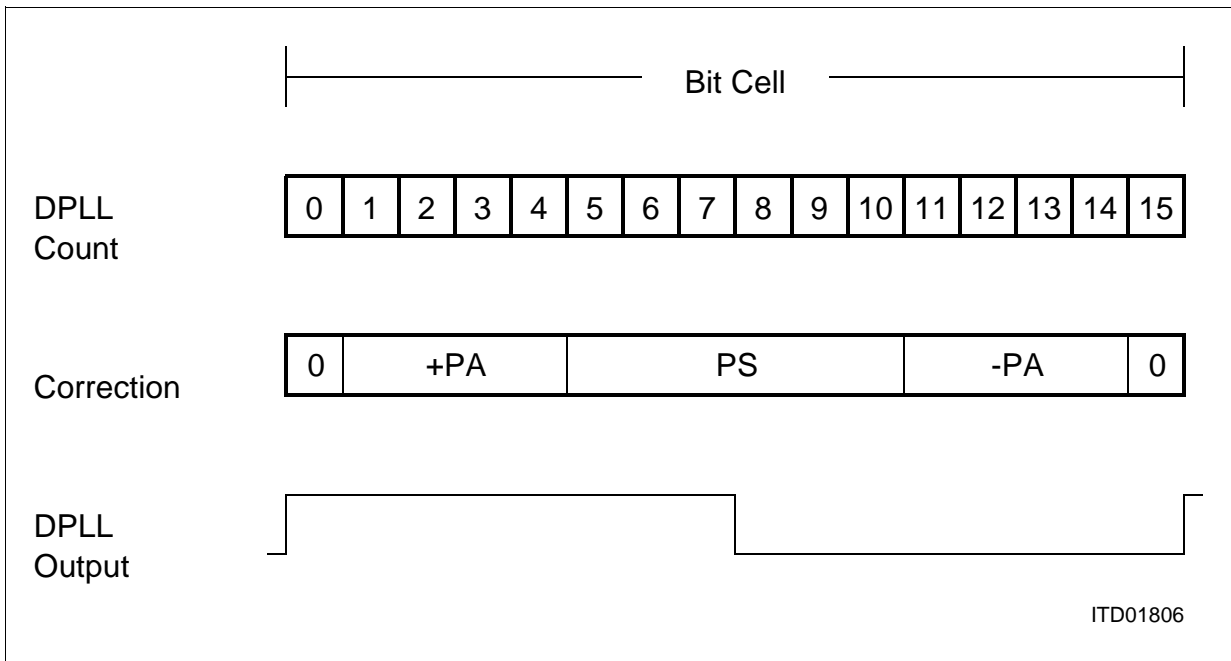 Bit Cell
DPLL
Count
0 1 2 3 4 5 6 7 8 9 10 11 12 13 14 15
Correction
0 +PA PS -PA 0
DPLL
Output
ITD01806